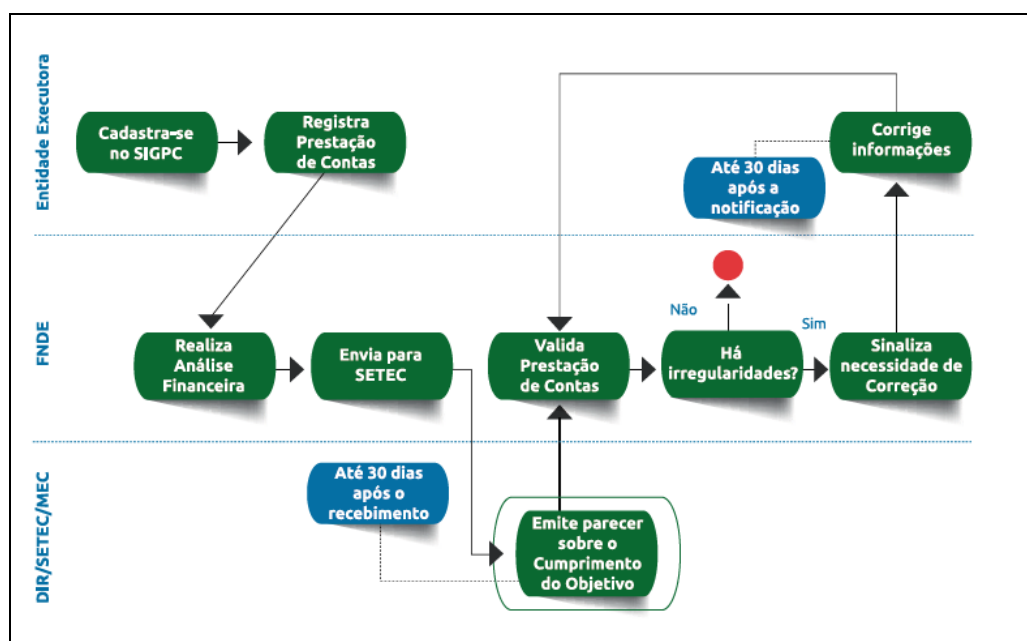 Entidade Executora
Cadastra-se
no SIGPC
Registra
Prestação
de Contas
Corrige
informações
Até 30 dias
após a
notificação
FNDE
Realiza
Análise
Financeira
Envia para
SETEC
Valida
Prestação
de Contas
Não
Há
irregularidades?
Sim
Sinaliza
necessidade de
Correção
DIR/SETEC/MEC
Até 30 dias
após o
recebimento
Emite parecer
sobre o
Cumprimento
do Objetivo